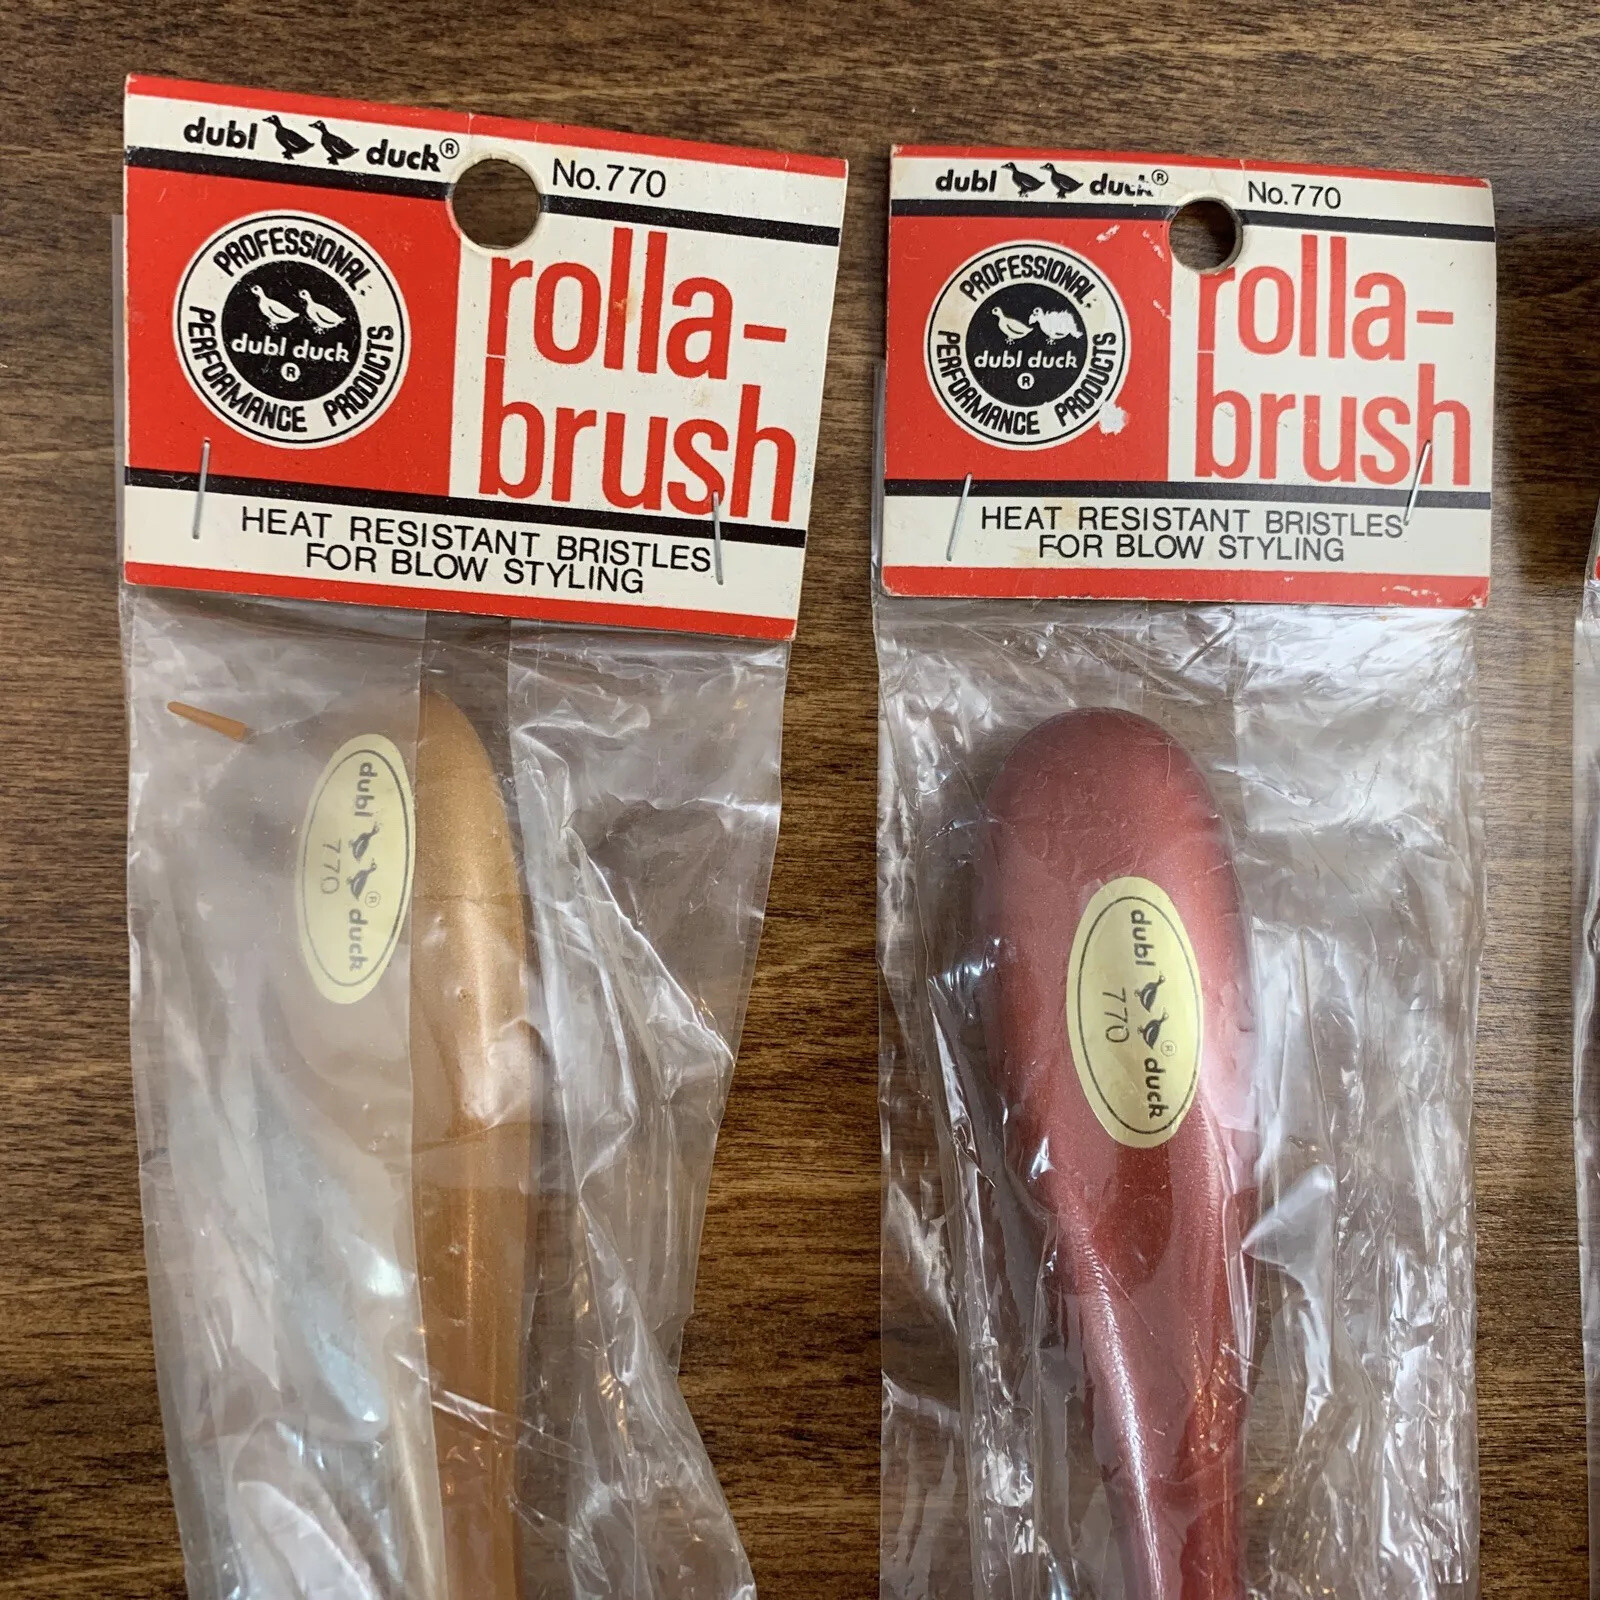 dubl duck®
No.770
PROFESSIONAL
PERFORMANCE PRODUCTS
dubl duck
®
rolla-
brush
HEAT RESISTANT BRISTLES
FOR BLOW STYLING
dubl ® duck
770
dubl duck®
No.770
PROFESSIONAL
PERFORMANCE PRODUCTS
dubl duck
®
rolla-
brush
HEAT RESISTANT BRISTLES
FOR BLOW STYLING
dubl ® duck
770